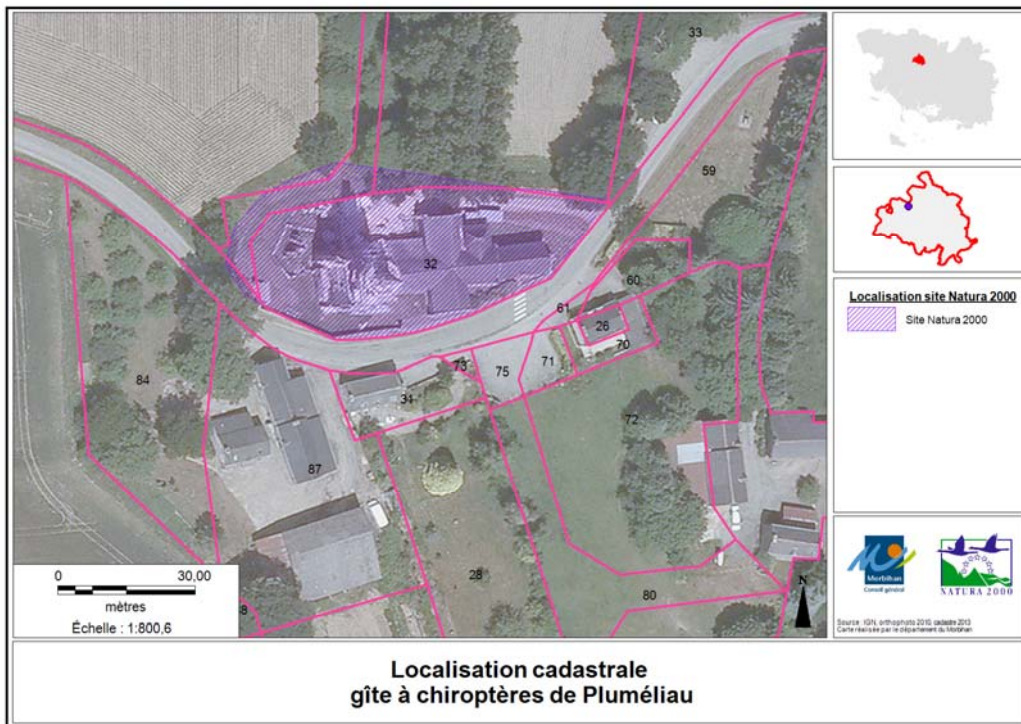 33
59
32
60
61
26
70
71
75
73
31
84
87
72
28
80
0 30,00
mètres
Échelle : 1:800,6
N
Localisation site Natura 2000
Site Natura 2000
Morbihan
Conseil général
NATURA 2000
Source : IGN, orthophoto 2010, cadastre 2013
Carte réalisée par le département du Morbihan
Localisation cadastrale
gîte à chiroptères de Pluméliau